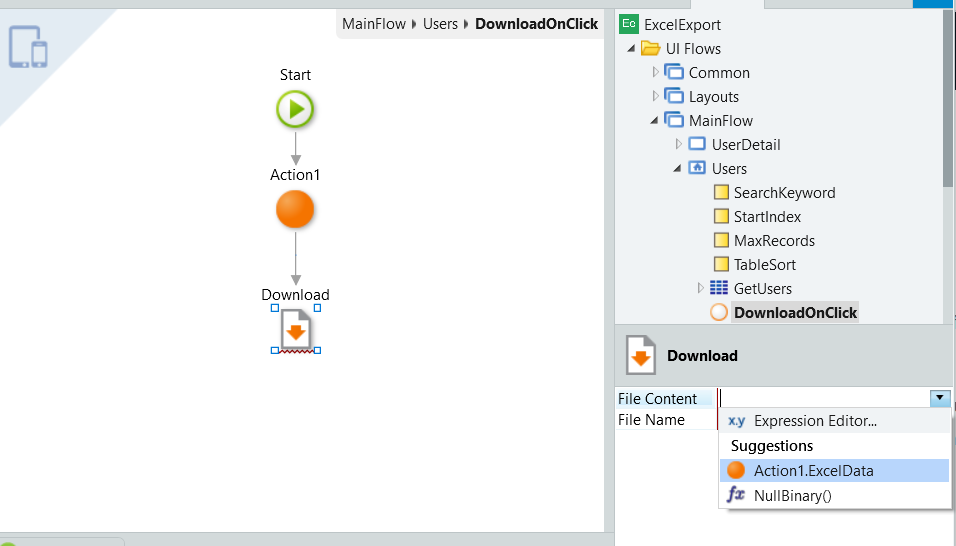 MainFlow Users DownloadOnClick
Start
Action1
Download
Ec ExcelExport
UI Flows
Common
Layouts
MainFlow
UserDetail
Users
SearchKeyword
StartIndex
MaxRecords
TableSort
GetUsers
DownloadOnClick
Download
File Content
File Name
x.y Expression Editor...
Suggestions
Action1.ExcelData
fx NullBinary()